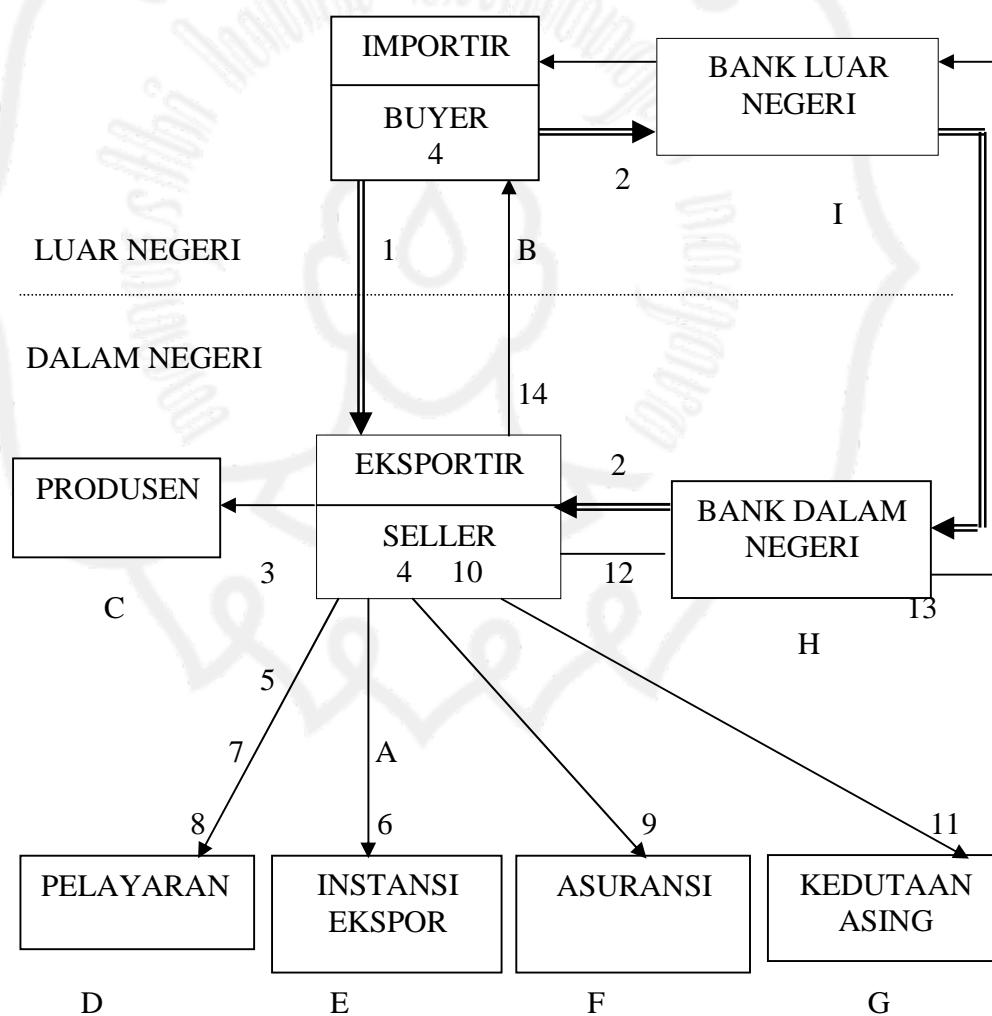 IMPORTIR
BANK LUAR
NEGERI
BUYER
4
2
I
LUAR NEGERI
1
B
DALAM NEGERI
14
EKSPORTIR
2
PRODUSEN
BANK DALAM
NEGERI
SELLER
4 10
3
12
C
13
H
5
7
A
8
6
9
11
PELAYARAN
INSTANSI
EKSPOR
ASURANSI
KEDUTAAN
ASING
D
E
F
G